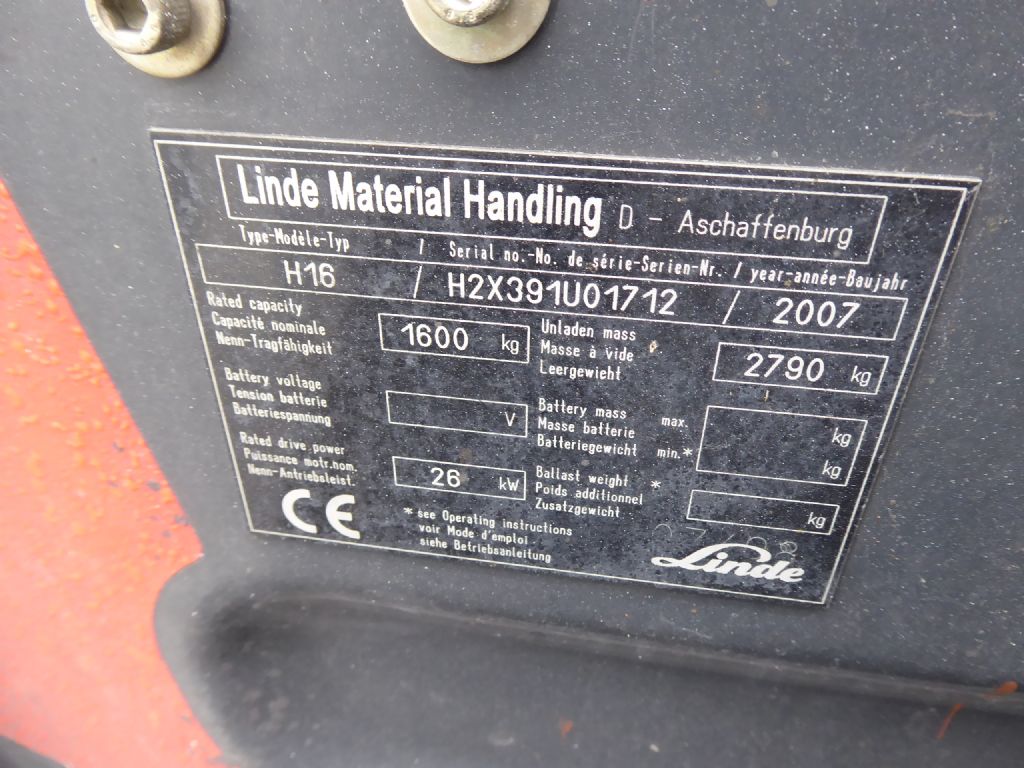 Linde Material Handling D - Aschaffenburg
Type-Modèle-Typ / Serial no.-No. de série-Serien-Nr. / year-année-Baujahr
H16 / H2X391U01712 / 2007
Rated capacity
Capacité nominale
Nenn-Tragfähigkeit
1600 kg
Unladen mass
Masse à vide
Leergewicht
2790 kg
Battery voltage
Tension batterie
Batteriespannung
V
Battery mass max.
Masse batterie
Batteriegewicht min.*
kg
kg
Rated drive power
Puissance motr.nom.
Nenn-Antriebsleist.
26 kW
Ballast weight *
Poids additionnel
Zusatzgewicht
kg
CE
* see Operating instructions
voir Mode d'emploi
siehe Betriebsanleitung
Linde